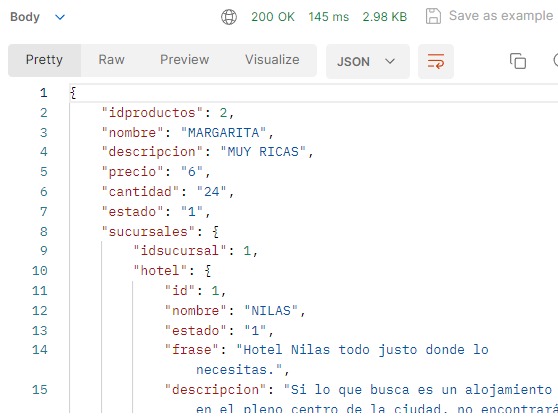 Body 200 OK 145 ms 2.98 KB Save as example
Pretty Raw Preview Visualize JSON
1 {
2 "idproductos": 2,
3 "nombre": "MARGARITA",
4 "descripcion": "MUY RICAS",
5 "precio": "6",
6 "cantidad": "24",
7 "estado": "1",
8 "sucursales": {
9 "idsucursal": 1,
10 "hotel": {
11 "id": 1,
12 "nombre": "NILAS",
13 "estado": "1",
14 "frase": "Hotel Nilas todo justo donde lo
necesitas.",
15 "descripcion": "Si lo que busca es un alojamiento
en el pleno centro de la ciudad, no encontrará